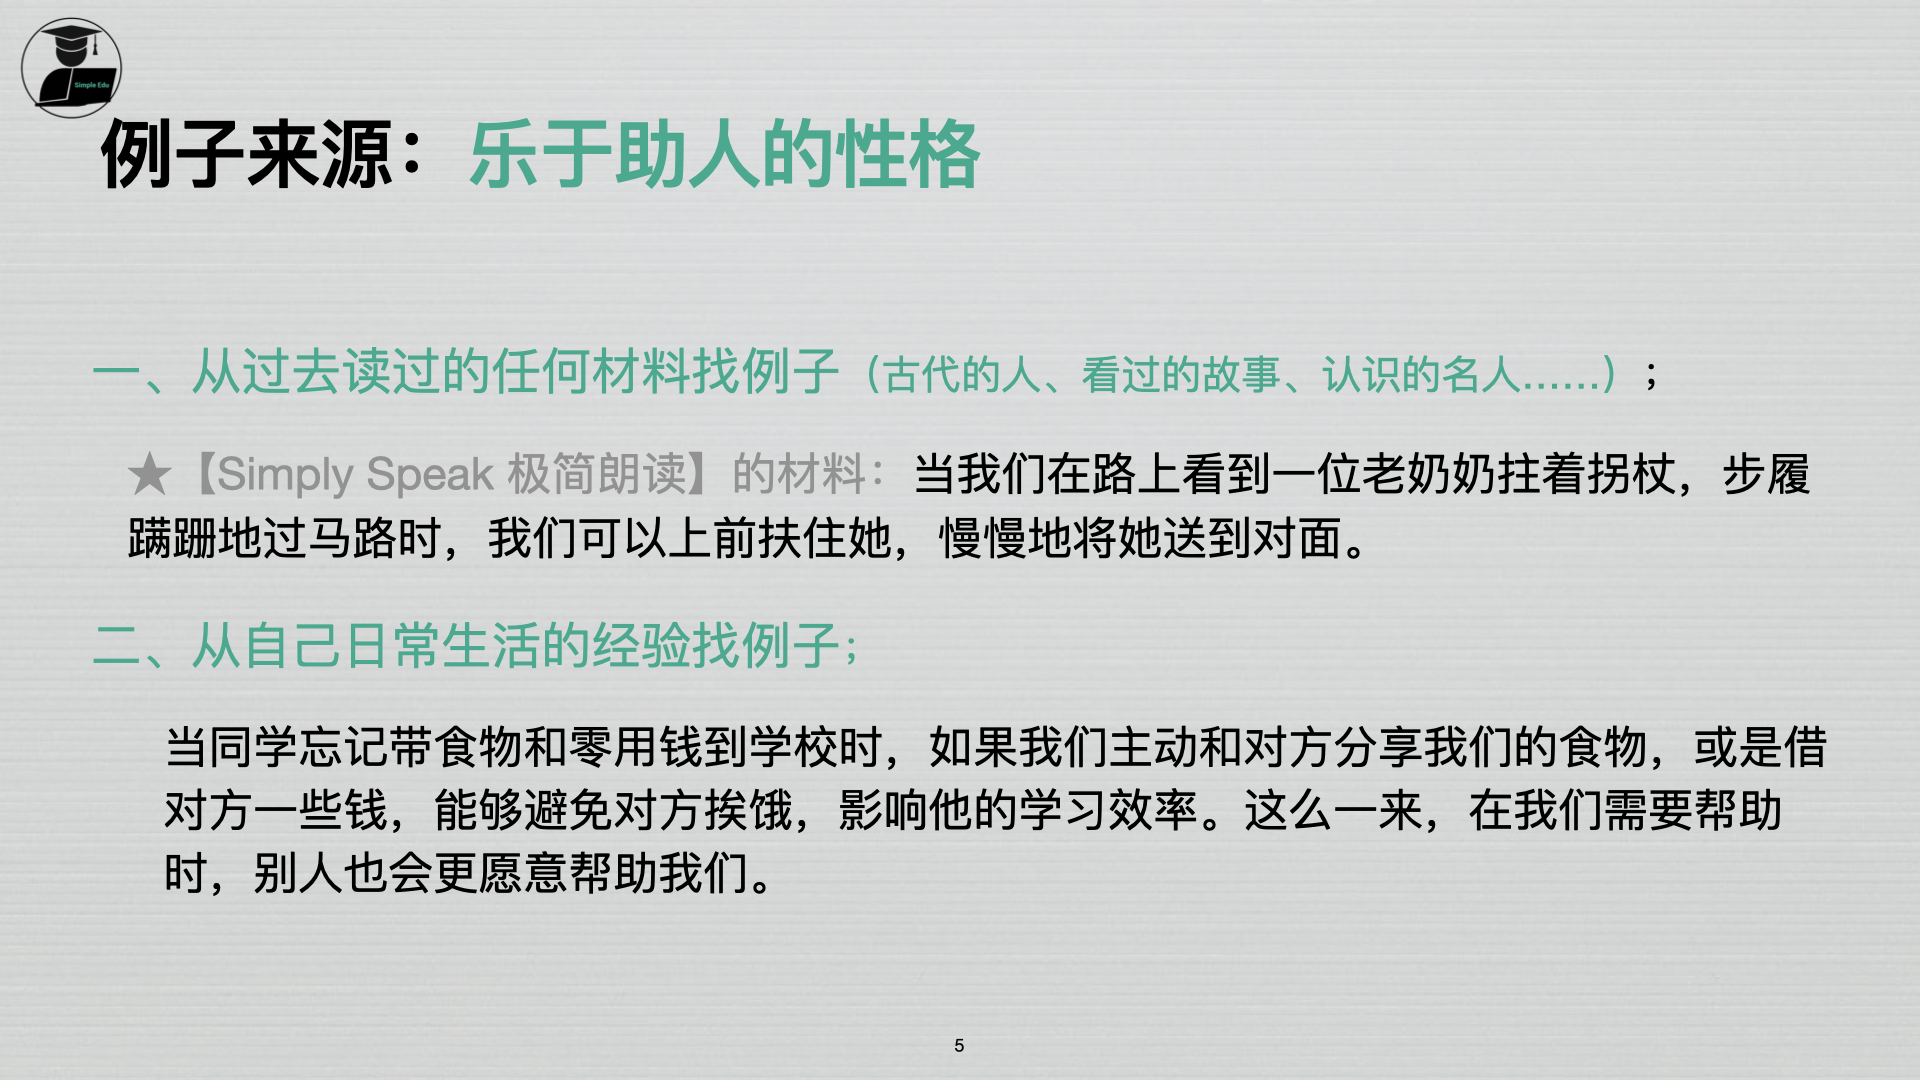 Simple Edu
例子来源：乐于助人的性格
一、从过去读过的任何材料找例子（古代的人、看过的故事、认识的名人……）；
★【Simply Speak 极简朗读】的材料：当我们在路上看到一位老奶奶拄着拐杖，步履
蹒跚地过马路时，我们可以上前扶住她，慢慢地将她送到对面。
二、从自己日常生活的经验找例子；
当同学忘记带食物和零用钱到学校时，如果我们主动和对方分享我们的食物，或是借
对方一些钱，能够避免对方挨饿，影响他的学习效率。这么一来，在我们需要帮助
时，别人也会更愿意帮助我们。
5